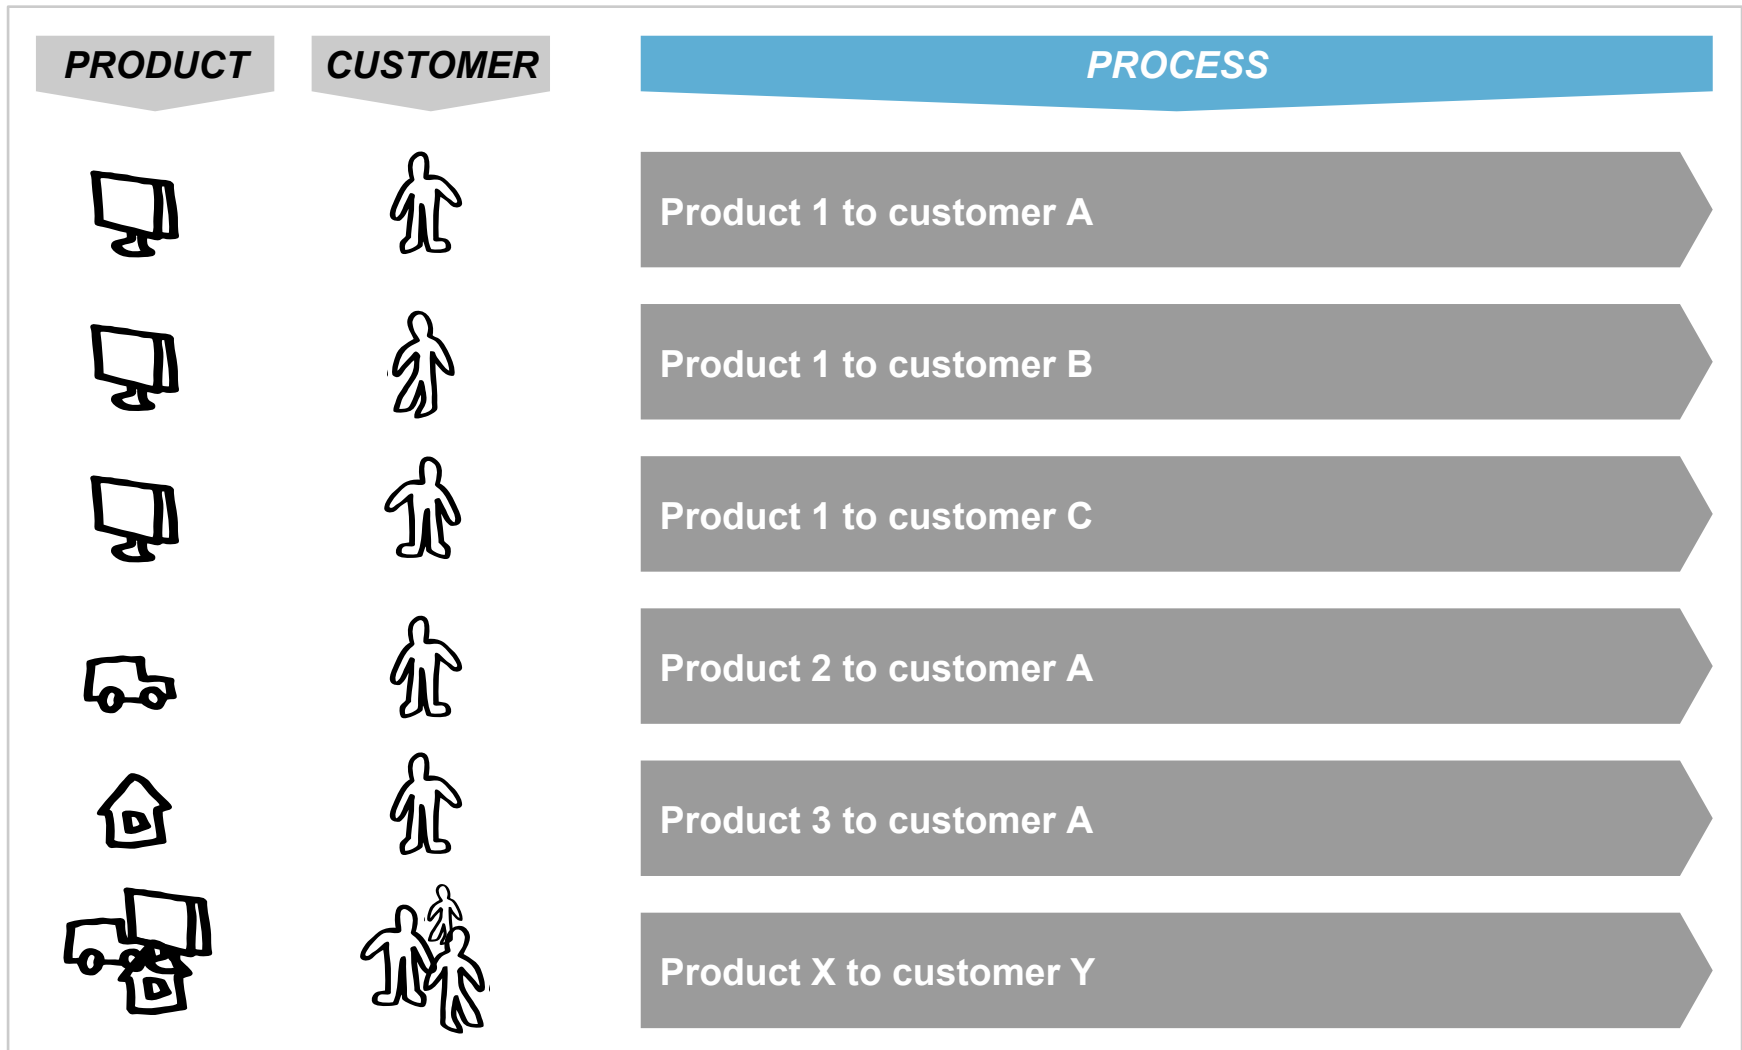 PRODUCT
CUSTOMER
PROCESS
Product 1 to customer A
Product 1 to customer B
Product 1 to customer C
Product 2 to customer A
Product 3 to customer A
Product X to customer Y